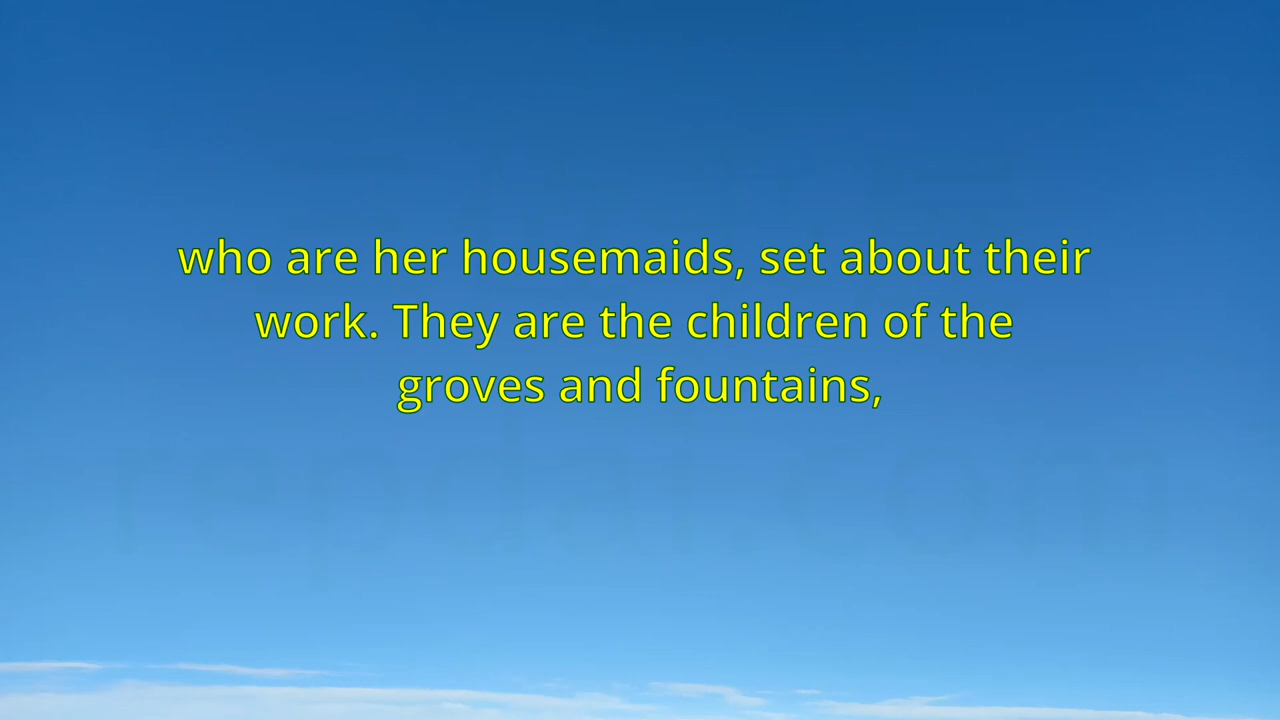 who are her housemaids, set about their
work. They are the children of the
groves and fountains,